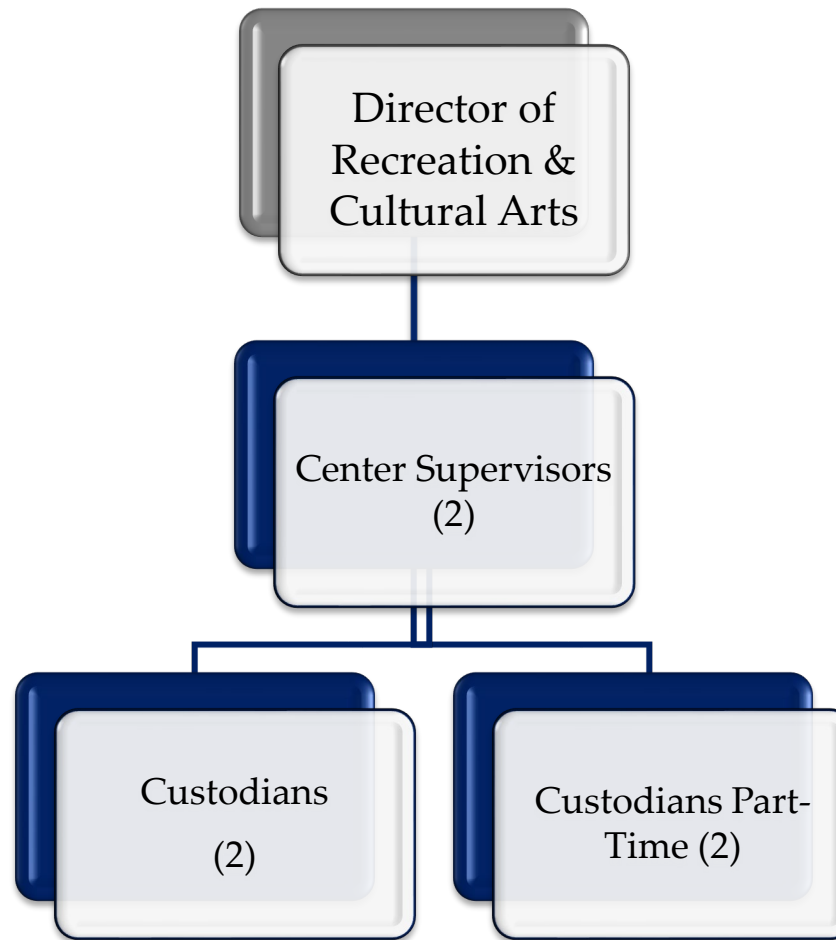 Director of
Recreation &
Cultural Arts
Center Supervisors
(2)
Custodians
(2)
Custodians Part-
Time (2)